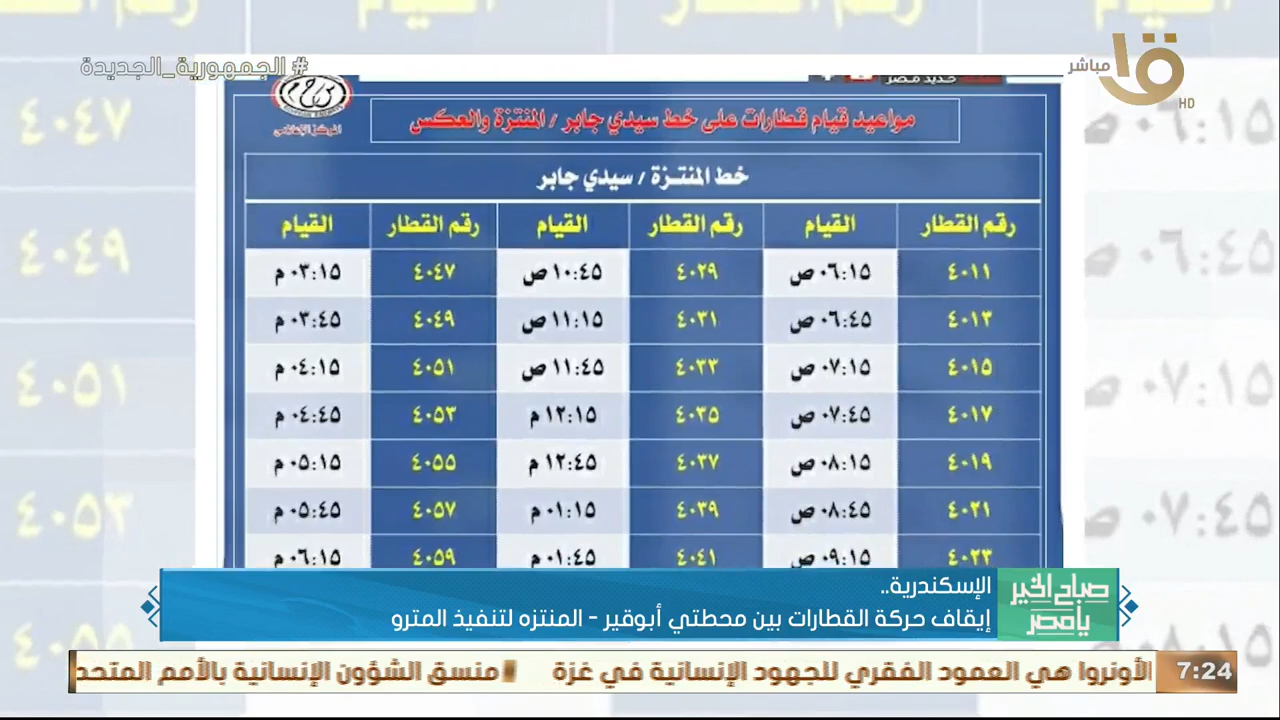 # الجمهورية_الجديدة
مباشر
HD
المركز الإعلامي
مواعيد قيام قطارات على خط سيدي جابر / المنتزة والعكس
خط المنتزة / سيدي جابر
رقم القطار القيام رقم القطار القيام رقم القطار القيام
٤٠١١ ٠٦:١٥ ص ٤٠٢٩ ١٠:٤٥ ص ٤٠٤٧ ٠٣:١٥ م
٤٠١٣ ٠٦:٤٥ ص ٤٠٣١ ١١:١٥ ص ٤٠٤٩ ٠٣:٤٥ م
٤٠١٥ ٠٧:١٥ ص ٤٠٣٣ ١١:٤٥ ص ٤٠٥١ ٠٤:١٥ م
٤٠١٧ ٠٧:٤٥ ص ٤٠٣٥ ١٢:١٥ م ٤٠٥٣ ٠٤:٤٥ م
٤٠١٩ ٠٨:١٥ ص ٤٠٣٧ ١٢:٤٥ م ٤٠٥٥ ٠٥:١٥ م
٤٠٢١ ٠٨:٤٥ ص ٤٠٣٩ ٠١:١٥ م ٤٠٥٧ ٠٥:٤٥ م
٤٠٢٣ ٠٩:١٥ ص ٤٠٤١ ٠١:٤٥ م ٤٠٥٩ ٠٦:١٥ م
صباح الخير يا مصر
الإسكندرية..
إيقاف حركة القطارات بين محطتي أبوقير - المنتزه لتنفيذ المترو
7:24
الأونروا هي العمود الفقري للجهود الإنسانية في غزة منسق الشؤون الإنسانية بالأمم المتحد